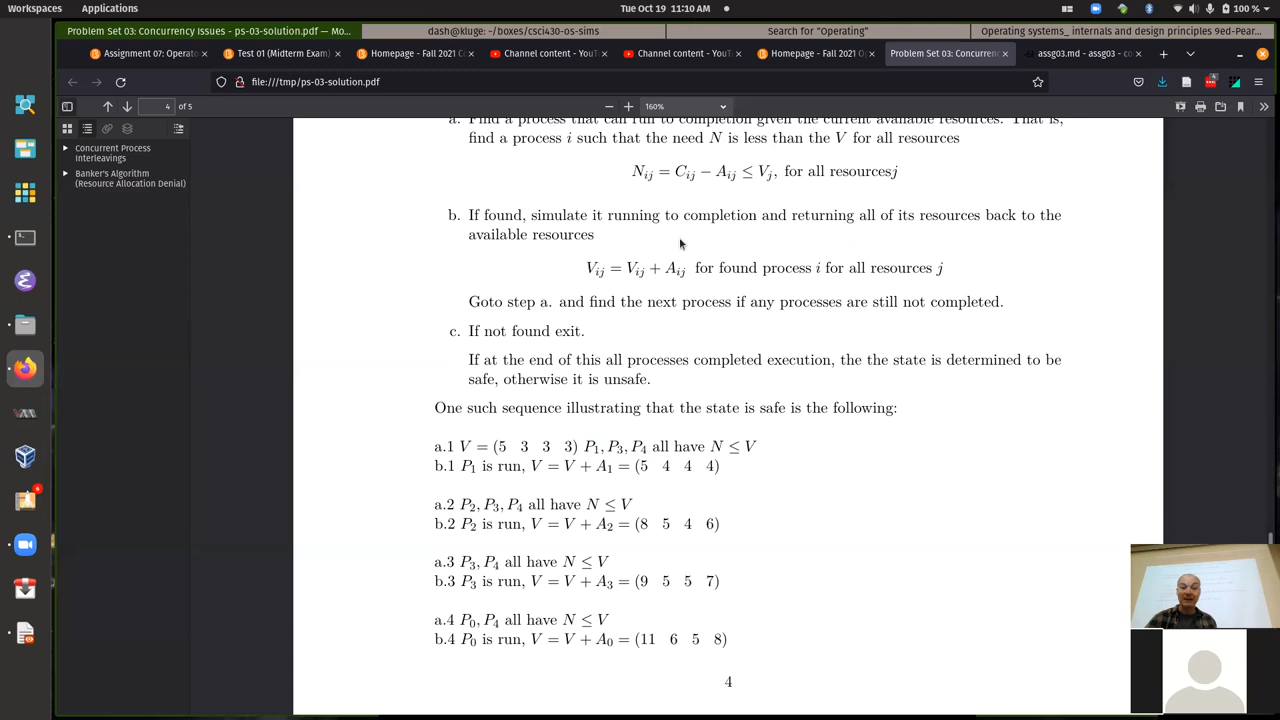 Workspaces Applications Tue Oct 19 11:10 AM 100 %
Problem Set 03: Concurrency Issues - ps-03-solution.pdf — Mo... dash@kluge: ~/boxes/csci430-os-sims Search for "Operating" Operating systems_ internals and design principles 9ed-Pear...
Assignment 07: Operato Test 01 (Midterm Exam) Homepage - Fall 2021 C Channel content - YouT Channel content - YouT Homepage - Fall 2021 O Problem Set 03: Concurrenc assg03.md - assg03 - co
file:///tmp/ps-03-solution.pdf
4 of 5 160%
Concurrent Process
Interleavings
Banker's Algorithm
(Resource Allocation Denial)
a. Find a process that can run to completion given the current available resources. That is,
find a process i such that the need N is less than the V for all resources
N_ij = C_ij − A_ij ≤ V_j, for all resourcesj
b. If found, simulate it running to completion and returning all of its resources back to the
available resources
V_ij = V_ij + A_ij for found process i for all resources j
Goto step a. and find the next process if any processes are still not completed.
c. If not found exit.
If at the end of this all processes completed execution, the the state is determined to be
safe, otherwise it is unsafe.
One such sequence illustrating that the state is safe is the following:
a.1 V = (5 3 3 3) P1, P3, P4 all have N ≤ V
b.1 P1 is run, V = V + A1 = (5 4 4 4)
a.2 P2, P3, P4 all have N ≤ V
b.2 P2 is run, V = V + A2 = (8 5 4 6)
a.3 P3, P4 all have N ≤ V
b.3 P3 is run, V = V + A3 = (9 5 5 7)
a.4 P0, P4 all have N ≤ V
b.4 P0 is run, V = V + A0 = (11 6 5 8)
4